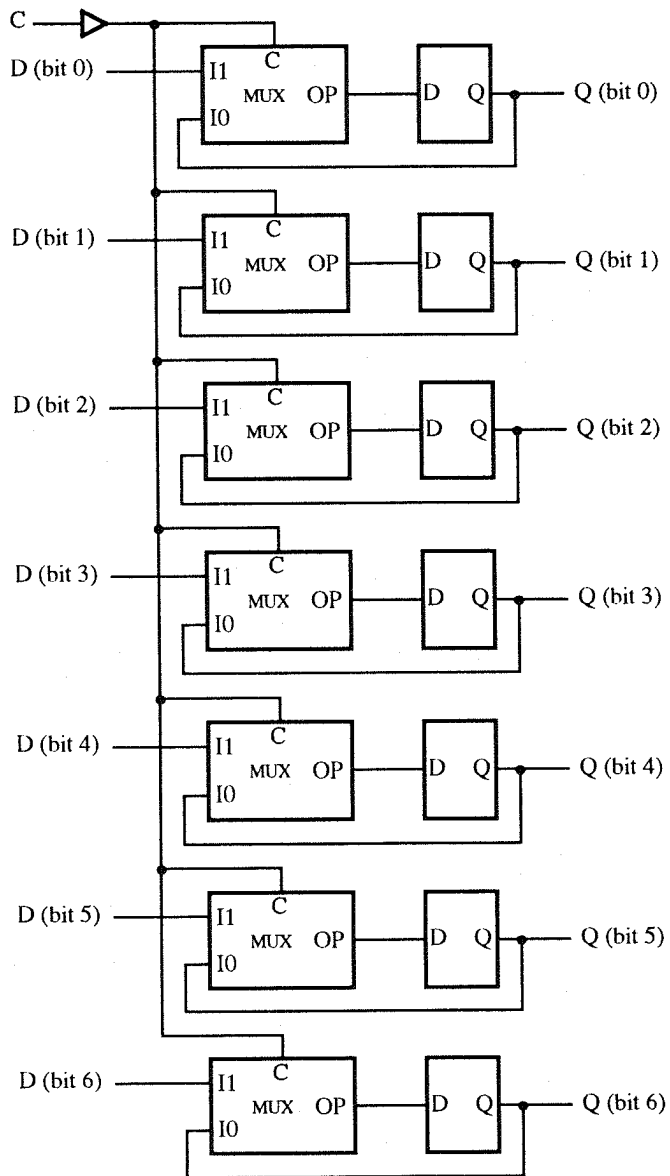 C
C
D (bit 0) I1 MUX OP D Q Q (bit 0)
I0
C
D (bit 1) I1 MUX OP D Q Q (bit 1)
I0
C
D (bit 2) I1 MUX OP D Q Q (bit 2)
I0
C
D (bit 3) I1 MUX OP D Q Q (bit 3)
I0
C
D (bit 4) I1 MUX OP D Q Q (bit 4)
I0
C
D (bit 5) I1 MUX OP D Q Q (bit 5)
I0
C
D (bit 6) I1 MUX OP D Q Q (bit 6)
I0